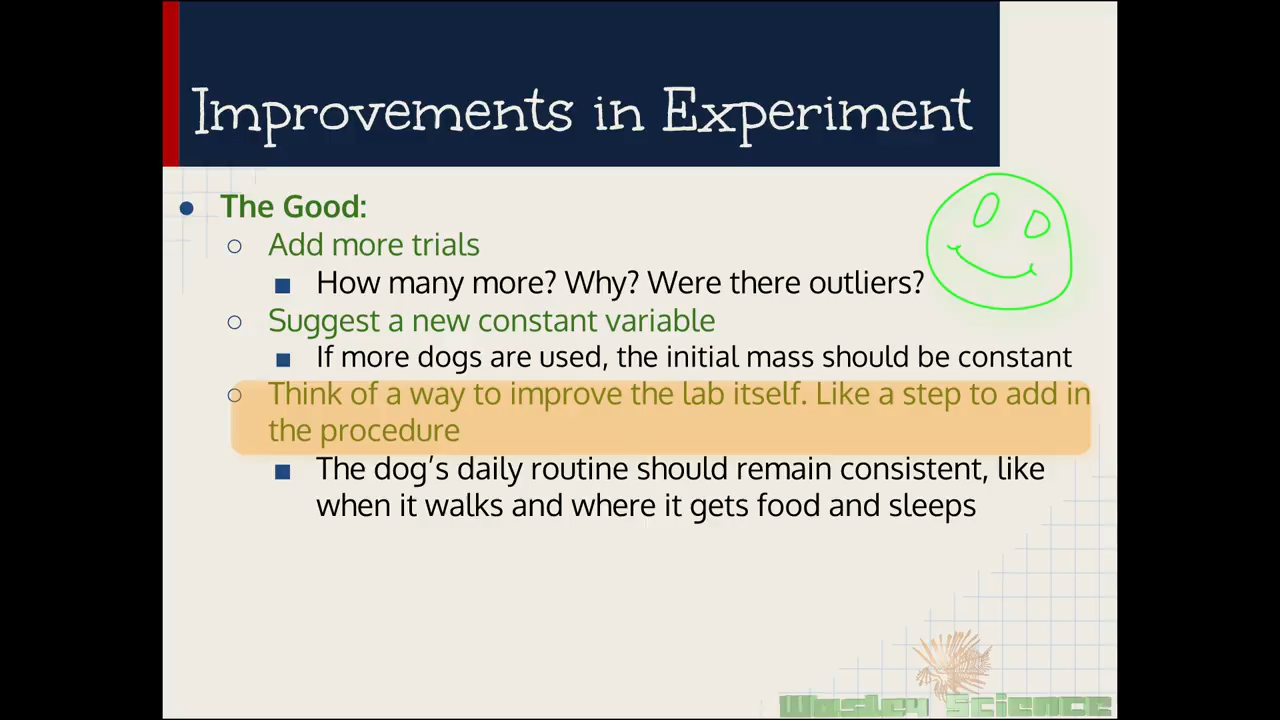 Improvements in Experiment
● The Good:
○ Add more trials
■ How many more? Why? Were there outliers?
○ Suggest a new constant variable
■ If more dogs are used, the initial mass should be constant
○ Think of a way to improve the lab itself. Like a step to add in
the procedure
■ The dog’s daily routine should remain consistent, like
when it walks and where it gets food and sleeps
Wasley Science